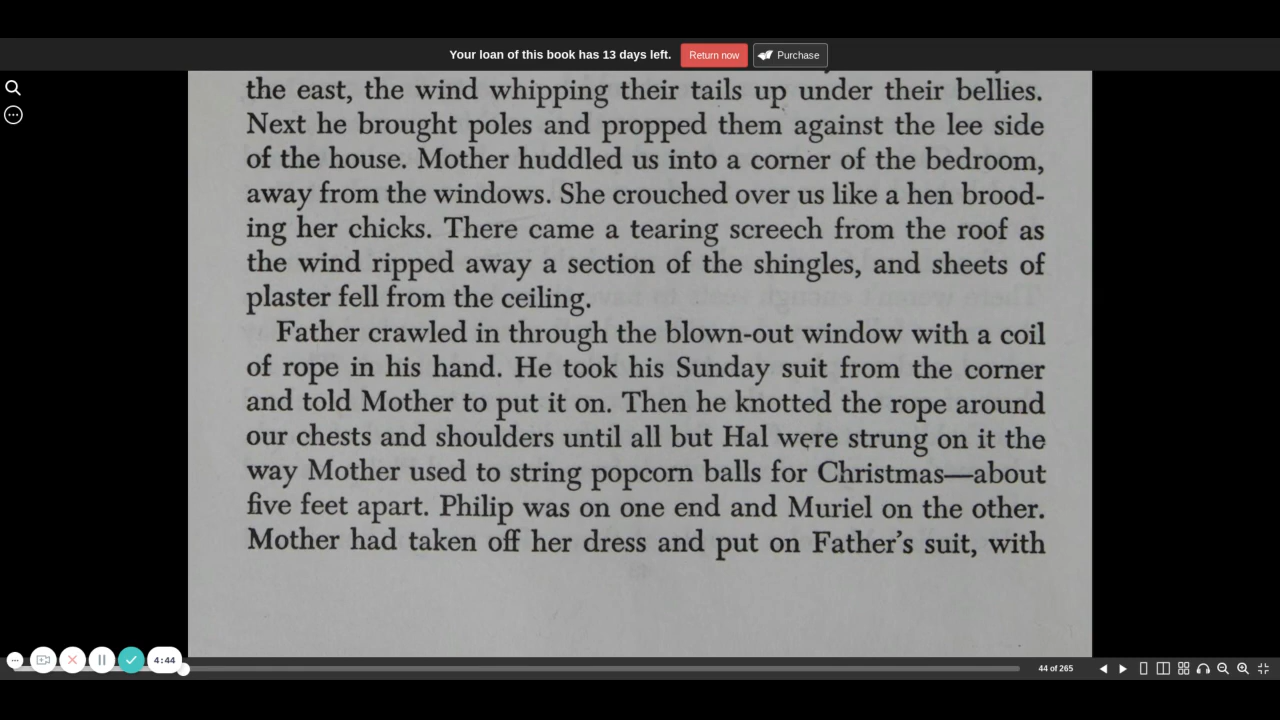 Your loan of this book has 13 days left. Return now Purchase
the east, the wind whipping their tails up under their bellies.
Next he brought poles and propped them against the lee side
of the house. Mother huddled us into a corner of the bedroom,
away from the windows. She crouched over us like a hen brood-
ing her chicks. There came a tearing screech from the roof as
the wind ripped away a section of the shingles, and sheets of
plaster fell from the ceiling.
Father crawled in through the blown-out window with a coil
of rope in his hand. He took his Sunday suit from the corner
and told Mother to put it on. Then he knotted the rope around
our chests and shoulders until all but Hal were strung on it the
way Mother used to string popcorn balls for Christmas—about
five feet apart. Philip was on one end and Muriel on the other.
Mother had taken off her dress and put on Father's suit, with
4:44
44 of 265